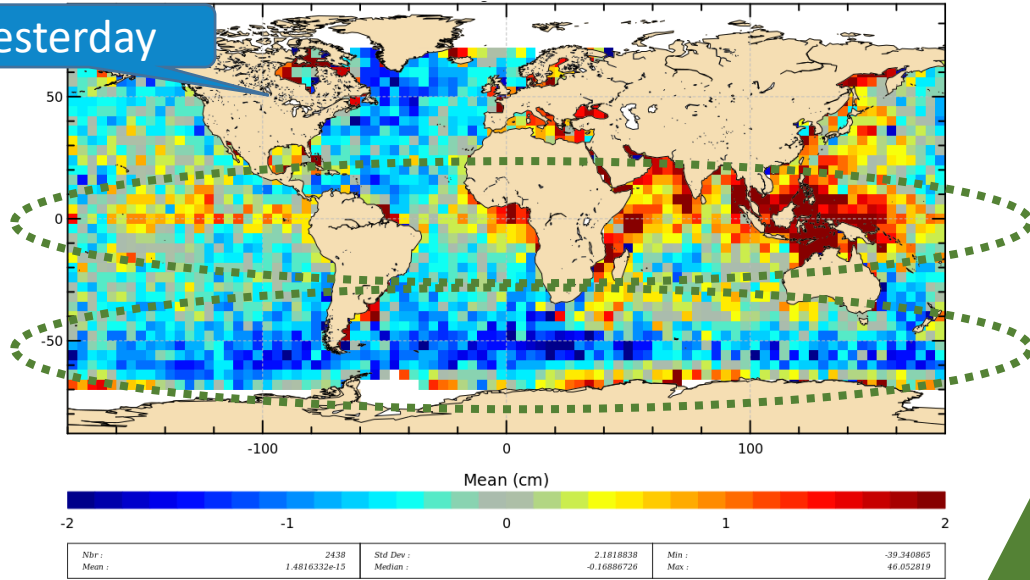 esterday
50
0
-50
-100 0 100
Mean (cm)
-2 -1 0 1 2
Nbr : 2438 Std Dev : 2.1818838 Min : -39.340865
Mean : 1.4816332e-15 Median : -0.16886726 Max : 46.052819